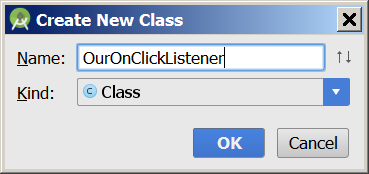 Create New Class
Name: OurOnClickListener
Kind: Class
OK Cancel